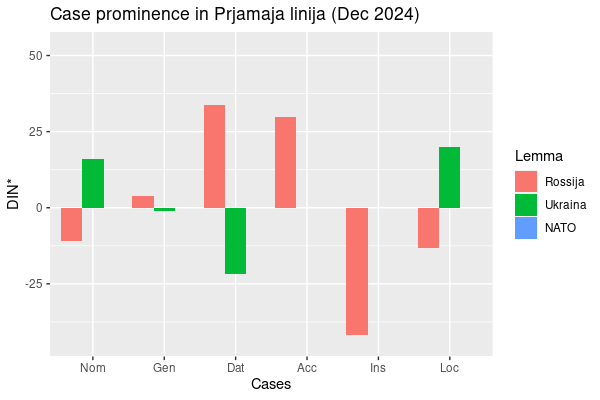 Case prominence in Prjamaja linija (Dec 2024)
50
25
0
-25
DIN*
Nom Gen Dat Acc Ins Loc
Cases
Lemma
Rossija
Ukraina
NATO